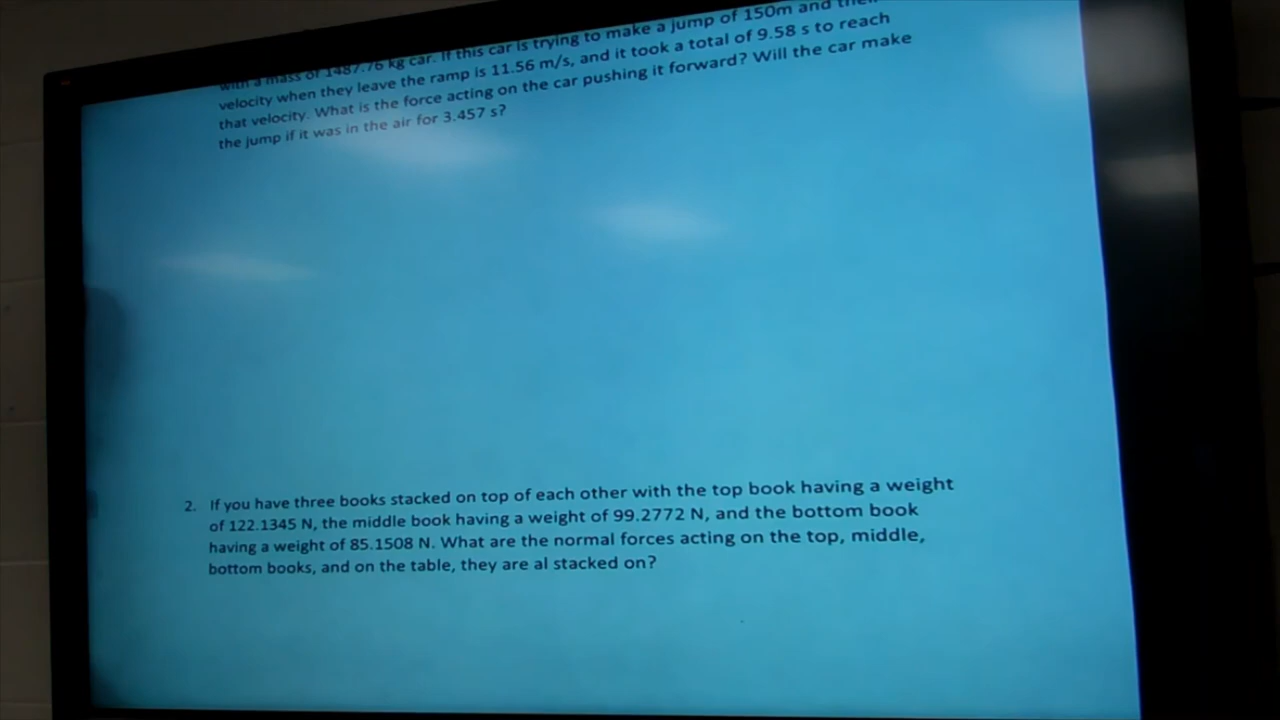 with a mass of 1487.76 kg car. If this car is trying to make a jump of 150m and their
velocity when they leave the ramp is 11.56 m/s, and it took a total of 9.58 s to reach
that velocity. What is the force acting on the car pushing it forward? Will the car make
the jump if it was in the air for 3.457 s?
2. If you have three books stacked on top of each other with the top book having a weight
of 122.1345 N, the middle book having a weight of 99.2772 N, and the bottom book
having a weight of 85.1508 N. What are the normal forces acting on the top, middle,
bottom books, and on the table, they are al stacked on?